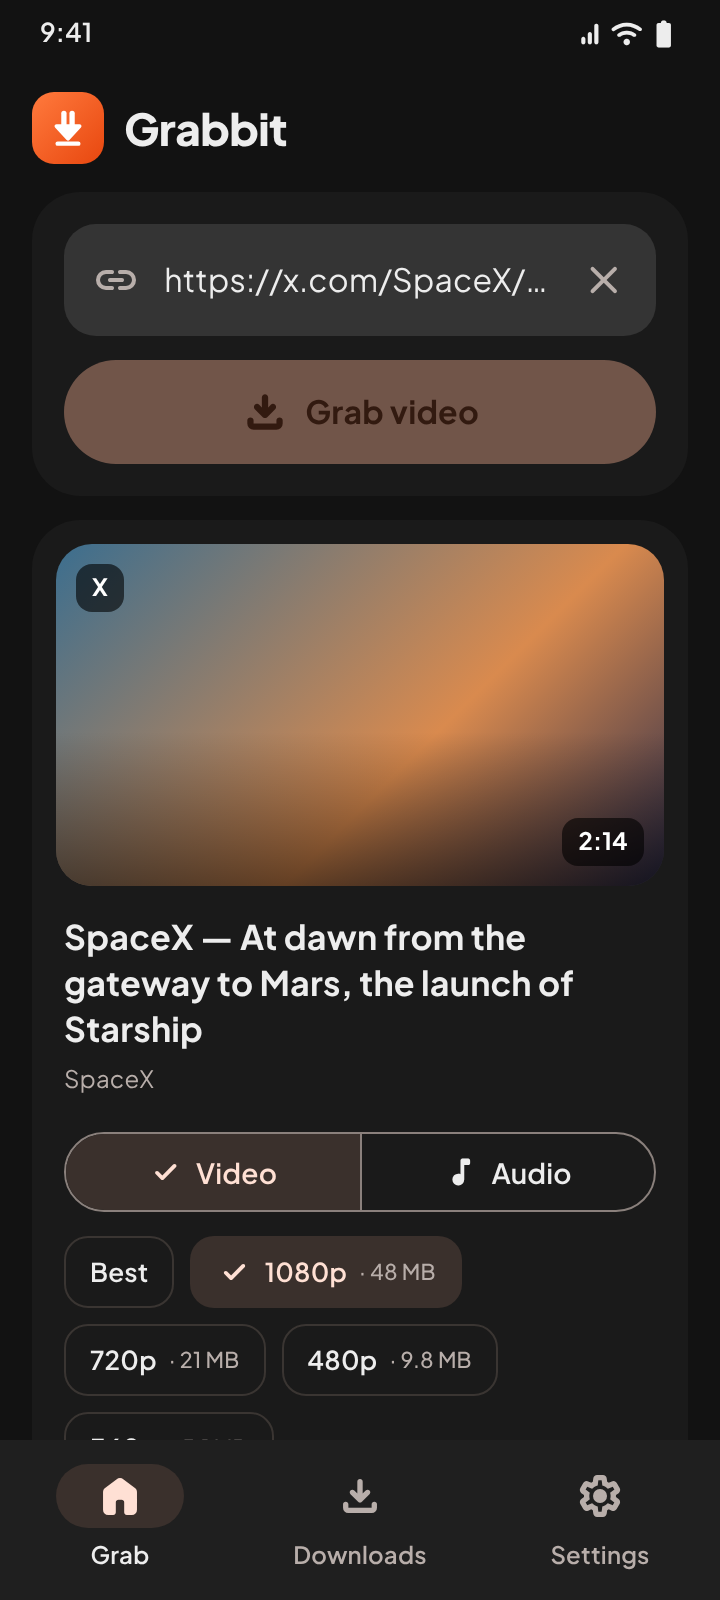 9:41
Grabbit
https://x.com/SpaceX/...
Grab video
X
2:14
SpaceX — At dawn from the
gateway to Mars, the launch of
Starship
SpaceX
Video
Audio
Best
1080p · 48 MB
720p · 21 MB
480p · 9.8 MB
Grab
Downloads
Settings